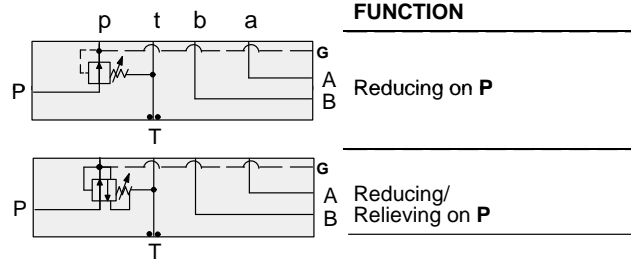 FUNCTION
p t b a
G
P
A
B
T
Reducing on P
G
P
A
B
T
Reducing/
Relieving on P